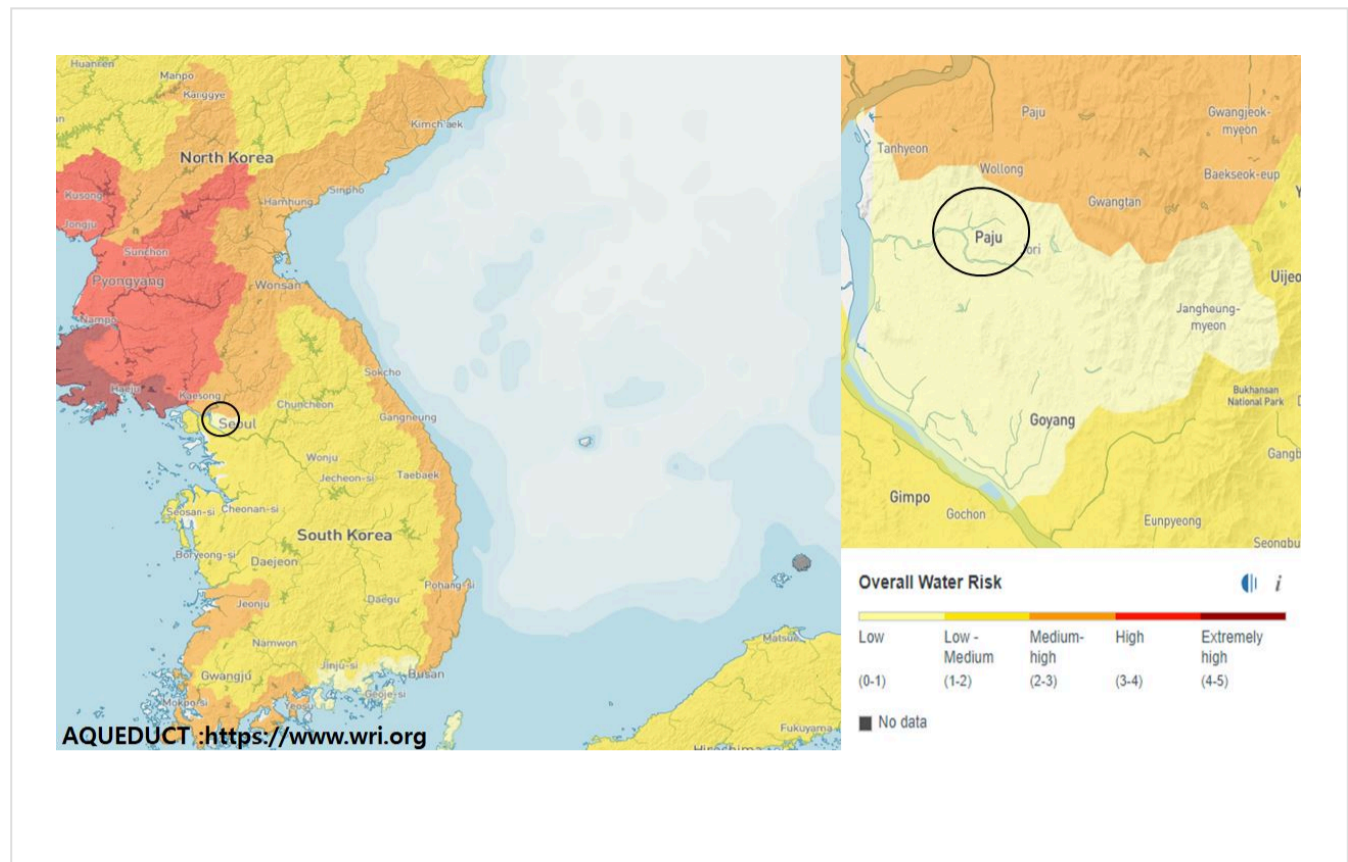 Huanren
Manpo
Kanggye
Kimch'aek
North Korea
Kusong
Sinpho
Hamhung
Jongju
Sunchon
Pyongyang
Wonsan
Nampo
Sokcho
Haeju
Kaesong
Chuncheon
Gangneung
Seoul
Wonju
Jecheon-si
Taebaek
Seosan-si
Cheonan-si
South Korea
Boryeong-si
Daejeon
Pohang-si
Jeonju
Daegu
Matsue
Namwon
Jinju-si
Gwangju
Busan
Geoje-si
Mokpo-si
Yeosu
Fukuyama
AQUEDUCT :https://www.wri.org
Hiroshima
Paju
Gwangjeok-
myeon
Tanhyeon
Wollong
Baekseok-eup
Gwangtan
Y
Paju
ori
Uijeo
Jangheung-
myeon
Bukhansan
National Park
Goyang
Gangb
Gimpo
Gochon
Eunpyeong
Seongbu
Overall Water Risk
i
Low
Low -
Medium
Medium-
high
High
Extremely
high
(0-1)
(1-2)
(2-3)
(3-4)
(4-5)
No data